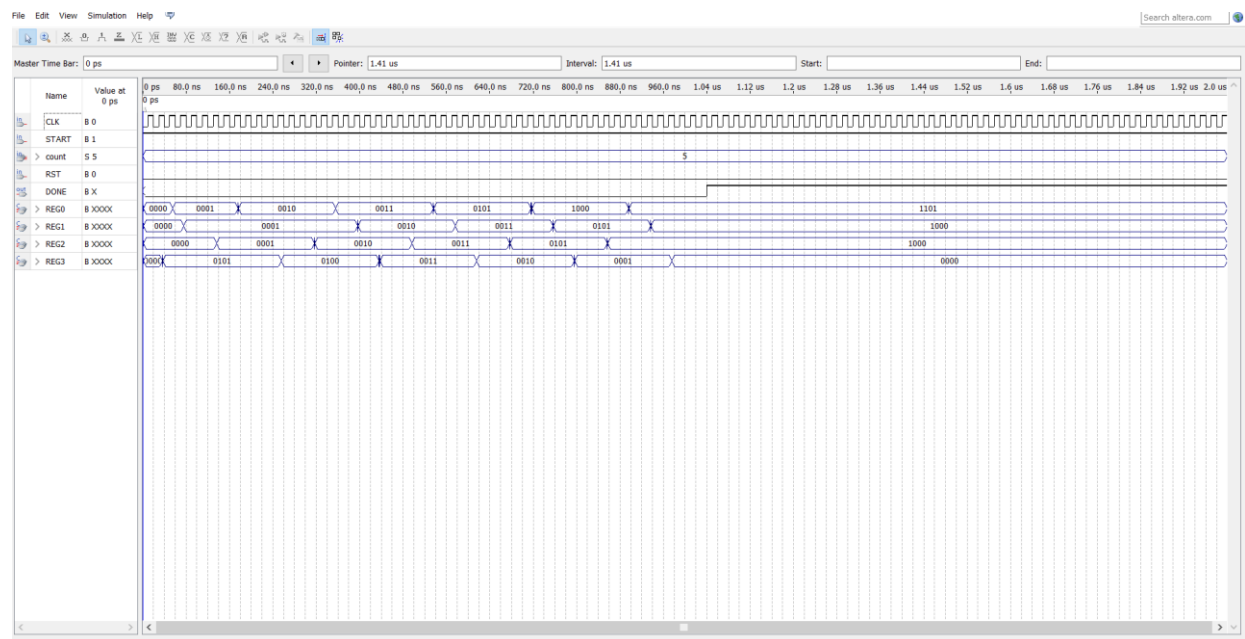 File Edit View Simulation Help
Search altera.com
Master Time Bar: 0 ps Pointer: 1.41 us Interval: 1.41 us Start: End:
Name Value at 0 ps
0 ps 80.0 ns 160.0 ns 240.0 ns 320.0 ns 400.0 ns 480.0 ns 560.0 ns 640.0 ns 720.0 ns 800.0 ns 880.0 ns 960.0 ns 1.04 us 1.12 us 1.2 us 1.28 us 1.36 us 1.44 us 1.52 us 1.6 us 1.68 us 1.76 us 1.84 us 1.92 us 2.0 us
0 ps
CLK B 0
START B 1
> count S 5 5
RST B 0
DONE B X
> REG0 B XXXX 0000 0001 0010 0011 0101 1000 1101
> REG1 B XXXX 0000 0001 0010 0011 0101 1000
> REG2 B XXXX 0000 0001 0010 0011 0101 1000
> REG3 B XXXX 0101 0100 0011 0010 0001 0000